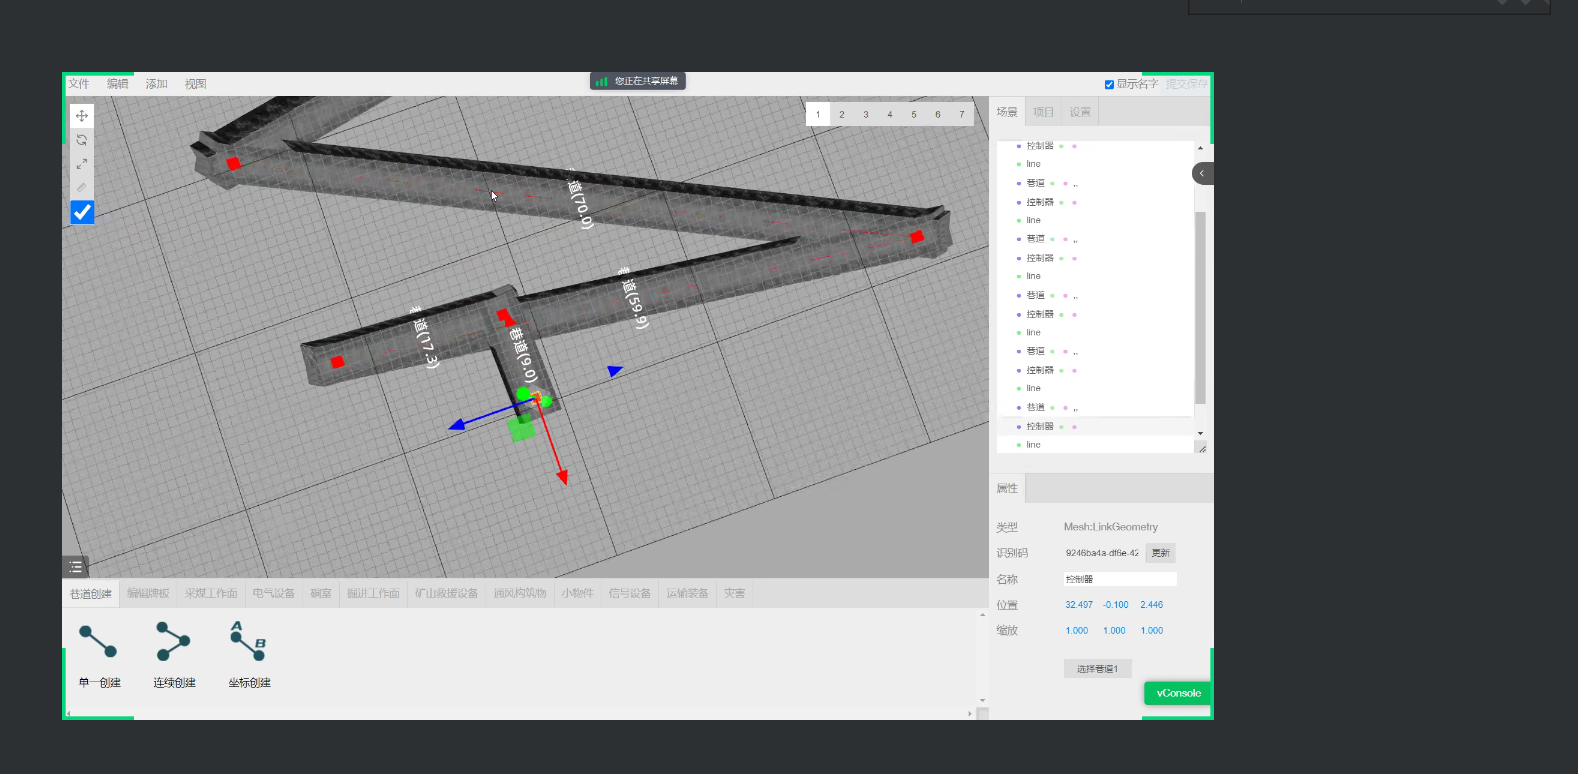 文件 编辑 添加 视图
您正在共享屏幕
显示名字 提交保存
1 2 3 4 5 6 7
场景 项目 设置
控制器
line
巷道
控制器
line
巷道
控制器
line
巷道
控制器
line
巷道
控制器
line
巷道
控制器
line
道(70.0)
道(59.9)
道(17.3)
巷道(9.0)
属性
类型 Mesh:LinkGeometry
识别码 9246ba4a-df6e-42 更新
名称 控制器
位置 32.497 -0.100 2.446
缩放 1.000 1.000 1.000
选择巷道1
vConsole
巷道创建 编辑牌板 采煤工作面 电气设备 硐室 掘进工作面 矿山救援设备 通风构筑物 小物件 信号设备 运输装备 灾害
A
B
单一创建 连续创建 坐标创建